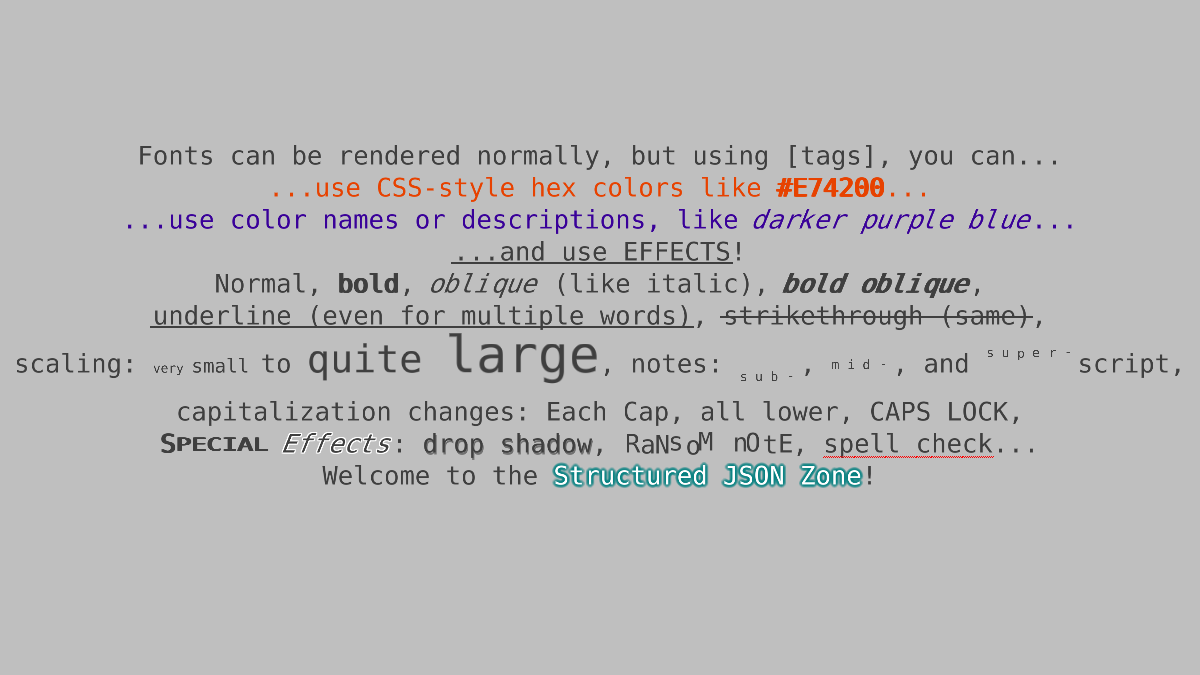 Fonts can be rendered normally, but using [tags], you can...
...use CSS-style hex colors like #E74200...
...use color names or descriptions, like darker purple blue...
...and use EFFECTS!
Normal, bold, oblique (like italic), bold oblique,
underline (even for multiple words), strikethrough (same),
scaling: very small to quite large, notes: sub-, mid-, and super-script,
capitalization changes: Each Cap, all lower, CAPS LOCK,
SPECIAL Effects: drop shadow, RaNsoM nOtE, spell check...
Welcome to the Structured JSON Zone!